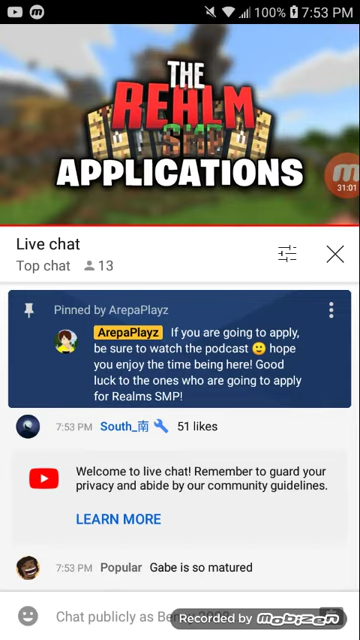 100% 7:53 PM
THE
REALM
SMP
APPLICATIONS
31:01
Live chat
Top chat 13
Pinned by ArepaPlayz
ArepaPlayz If you are going to apply,
be sure to watch the podcast 🙂 hope
you enjoy the time being here! Good
luck to the ones who are going to apply
for Realms SMP!
7:53 PM South_南 51 likes
Welcome to live chat! Remember to guard your
privacy and abide by our community guidelines.
LEARN MORE
7:53 PM Popular Gabe is so matured
Chat publicly as
Recorded by Mobizen